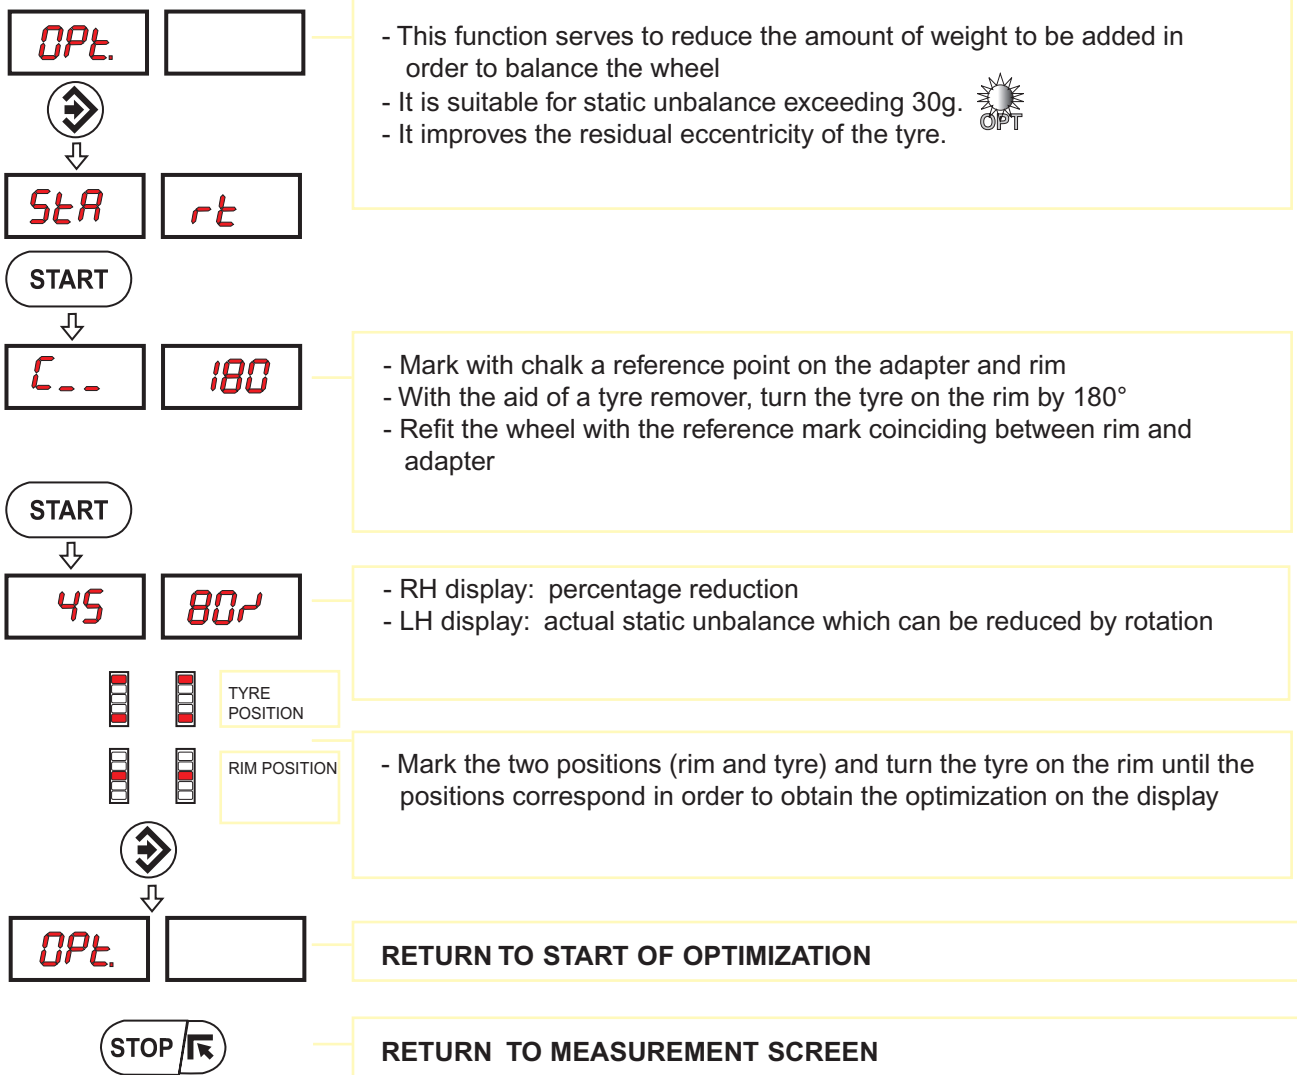 OPt.
- This function serves to reduce the amount of weight to be added in
order to balance the wheel
- It is suitable for static unbalance exceeding 30g.
OPT
- It improves the residual eccentricity of the tyre.
StA rt
START
C_ _ 180
- Mark with chalk a reference point on the adapter and rim
- With the aid of a tyre remover, turn the tyre on the rim by 180°
- Refit the wheel with the reference mark coinciding between rim and
adapter
START
45 80
- RH display: percentage reduction
- LH display: actual static unbalance which can be reduced by rotation
TYRE
POSITION
RIM POSITION
- Mark the two positions (rim and tyre) and turn the tyre on the rim until the
positions correspond in order to obtain the optimization on the display
OPt.
RETURN TO START OF OPTIMIZATION
STOP
RETURN TO MEASUREMENT SCREEN